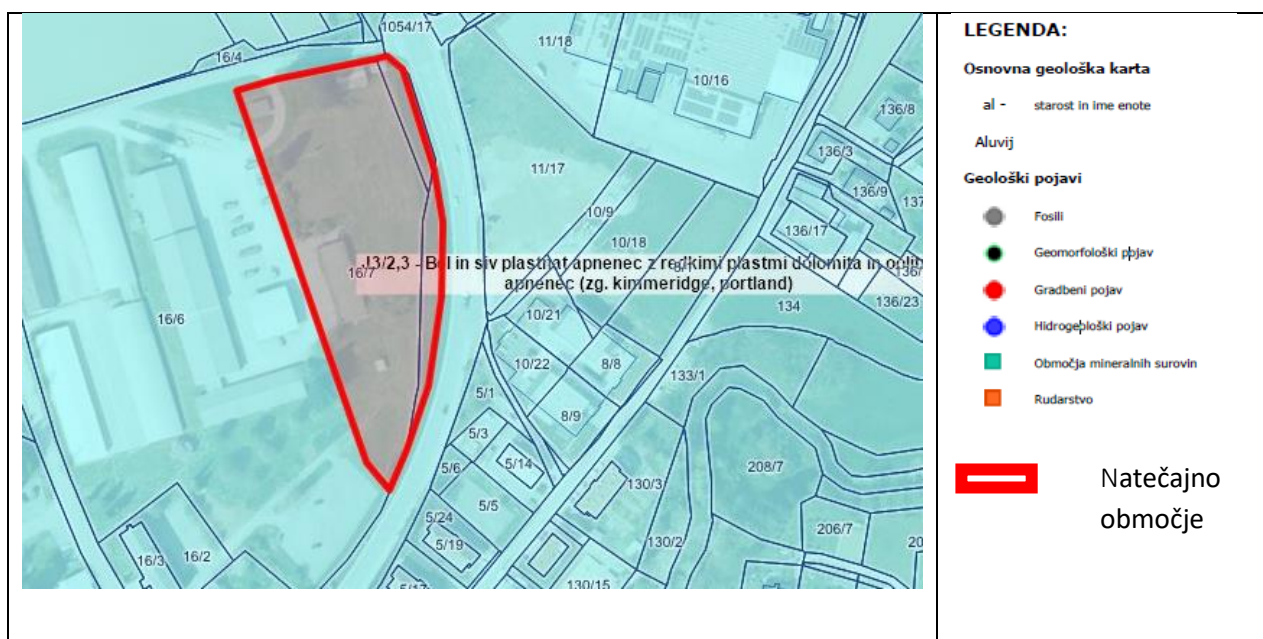 1054/17
16/4
11/18
10/16
136/8
136/3
136/9
137
11/17
10/9
136/17
10/18
J3/2,3 - Bel in siv plastnat apnenec z redkimi plastmi dolomita in oolit
16/7
apnenec (zg. kimmeridge, portland)
136/
136/23
134
16/6
10/21
10/22
8/8
133/1
5/1
8/9
5/3
5/14
5/6
208/7
130/3
5/5
5/24
5/19
206/7
130/2
20
16/3
16/2
5/17
130/15
LEGENDA:
Osnovna geološka karta
al - starost in ime enote
Aluvij
Geološki pojavi
Fosili
Geomorfološki pojav
Gradbeni pojav
Hidrogeološki pojav
Območja mineralnih surovin
Rudarstvo
Natečajno
območje